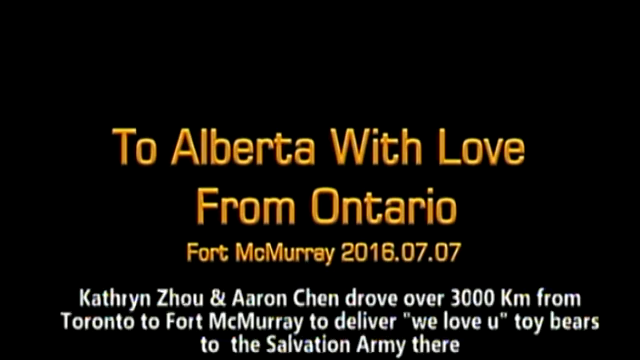 To Alberta With Love
From Ontario
Fort McMurray 2016.07.07
Kathryn Zhou & Aaron Chen drove over 3000 Km from
Toronto to Fort McMurray to deliver "we love u" toy bears
to the Salvation Army there